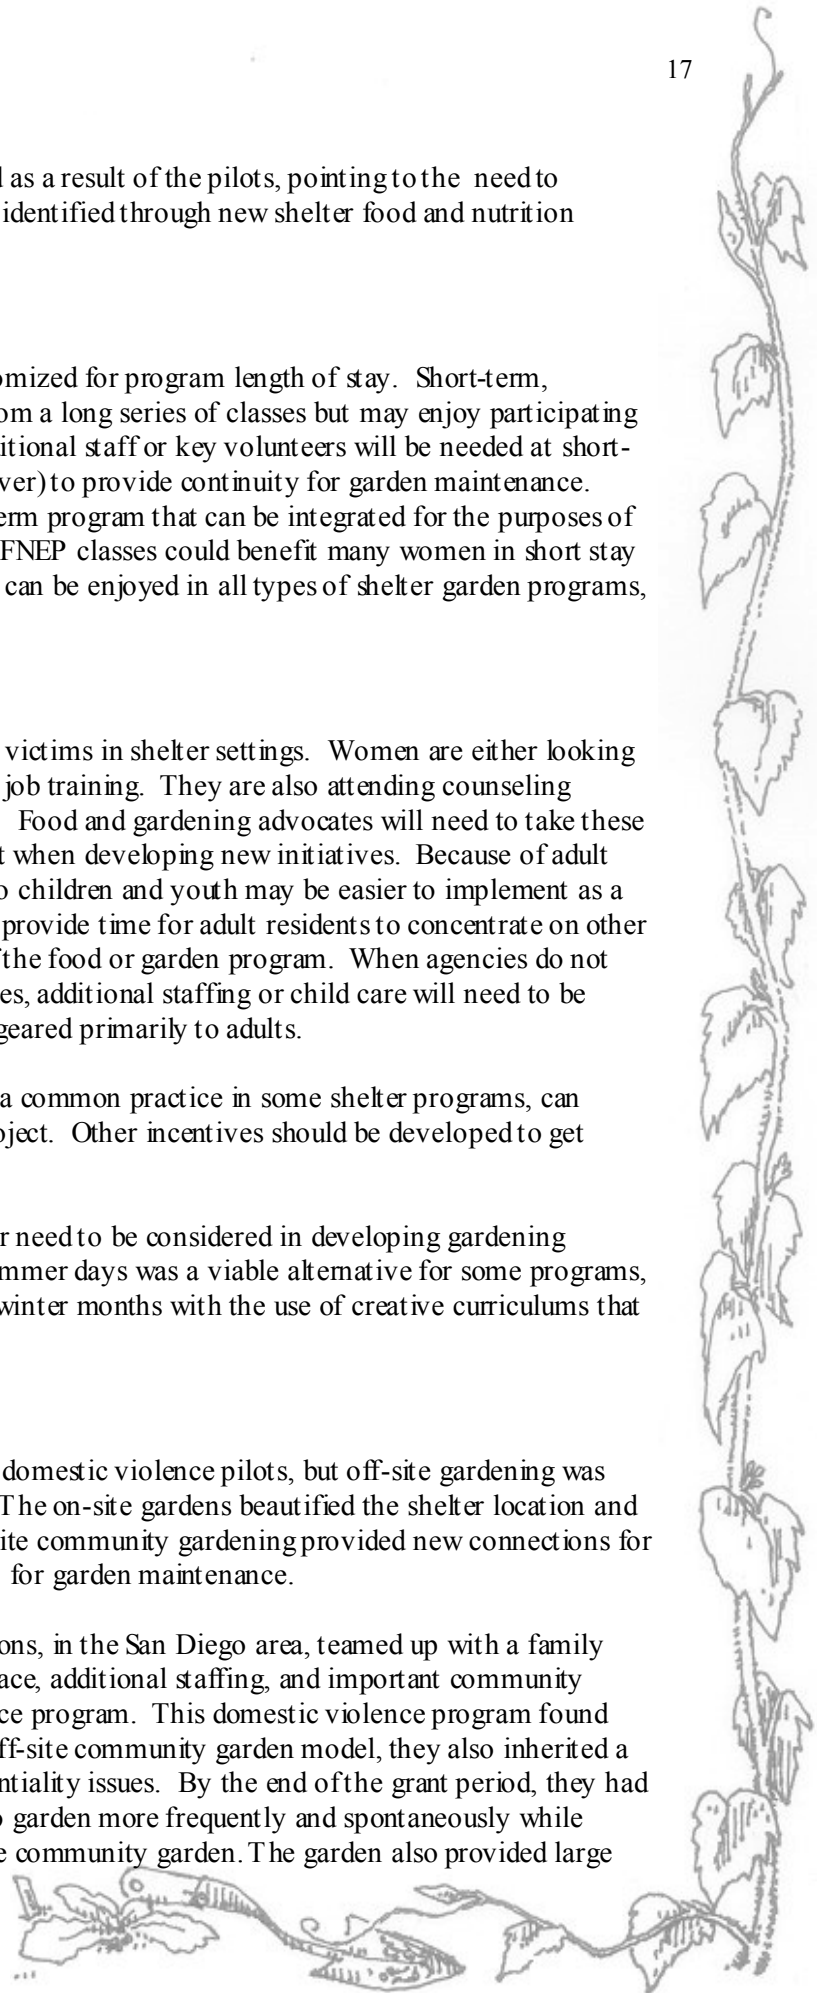 17
as a result of the pilots, pointing to the need to
identified through new shelter food and nutrition
omized for program length of stay. Short-term,
om a long series of classes but may enjoy participating
itional staff or key volunteers will be needed at short-
ver) to provide continuity for garden maintenance.
erm program that can be integrated for the purposes of
FNEP classes could benefit many women in short stay
can be enjoyed in all types of shelter garden programs,
victims in shelter settings. Women are either looking
job training. They are also attending counseling
Food and gardening advocates will need to take these
t when developing new initiatives. Because of adult
o children and youth may be easier to implement as a
provide time for adult residents to concentrate on other
f the food or garden program. When agencies do not
es, additional staffing or child care will need to be
geared primarily to adults.
a common practice in some shelter programs, can
oject. Other incentives should be developed to get
r need to be considered in developing gardening
mmer days was a viable alternative for some programs,
winter months with the use of creative curriculums that
domestic violence pilots, but off-site gardening was
The on-site gardens beautified the shelter location and
ite community gardening provided new connections for
for garden maintenance.
ons, in the San Diego area, teamed up with a family
ace, additional staffing, and important community
ce program. This domestic violence program found
ff-site community garden model, they also inherited a
ntiality issues. By the end of the grant period, they had
o garden more frequently and spontaneously while
e community garden. The garden also provided large